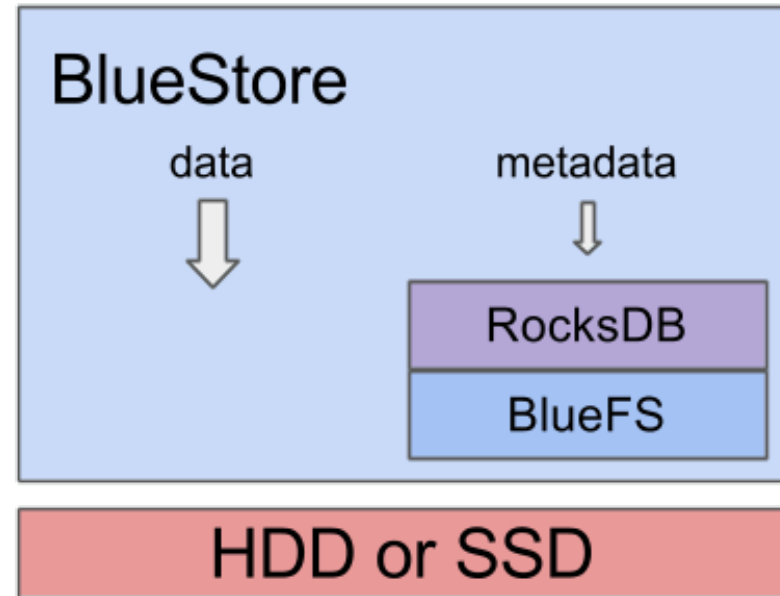 BlueStore
data
metadata
RocksDB
BlueFS
HDD or SSD